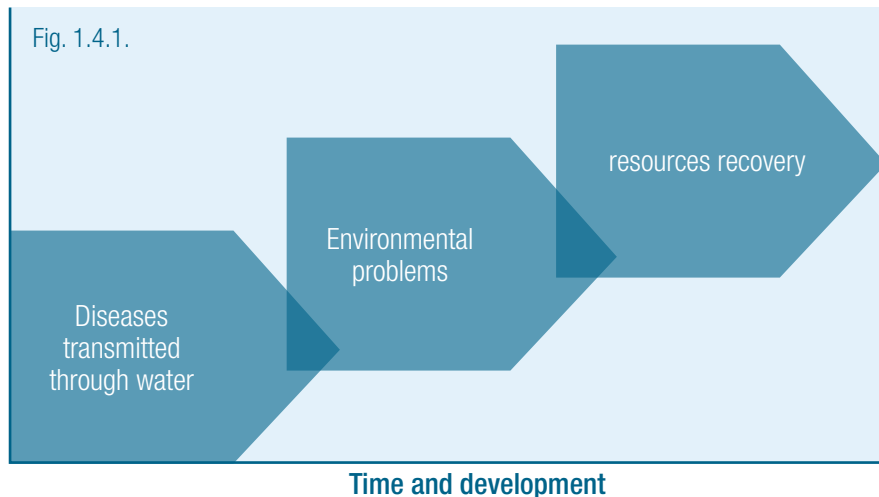 Fig. 1.4.1.
resources recovery
Environmental
problems
Diseases
transmitted
through water
Time and development